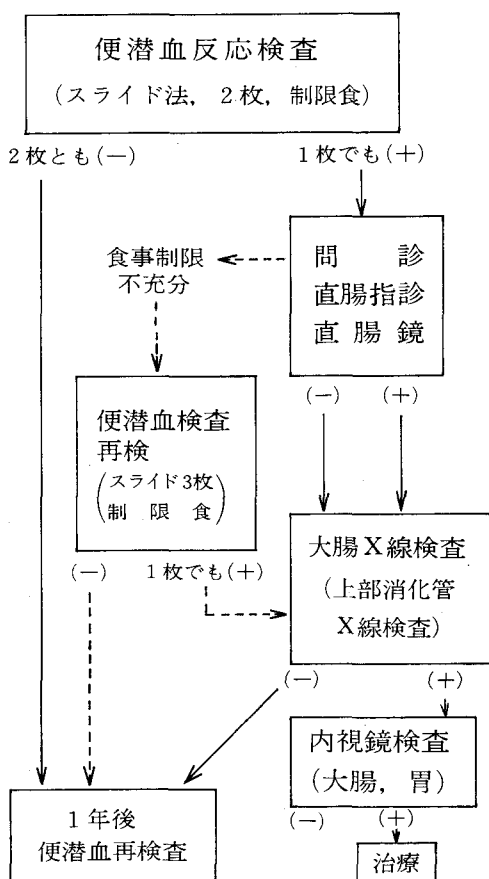 便潜血反応検査
(スライド法, 2枚, 制限食)
2枚とも(−)
1枚でも(+)
食事制限
不充分
問診
直腸指診
直腸鏡
(−)
(+)
便潜血検査
再検
(スライド3枚
制限食)
(−)
1枚でも(+)
大腸X線検査
(上部消化管
X線検査)
(−)
(+)
内視鏡検査
(大腸, 胃)
(−)
(+)
1年後
便潜血再検査
治療